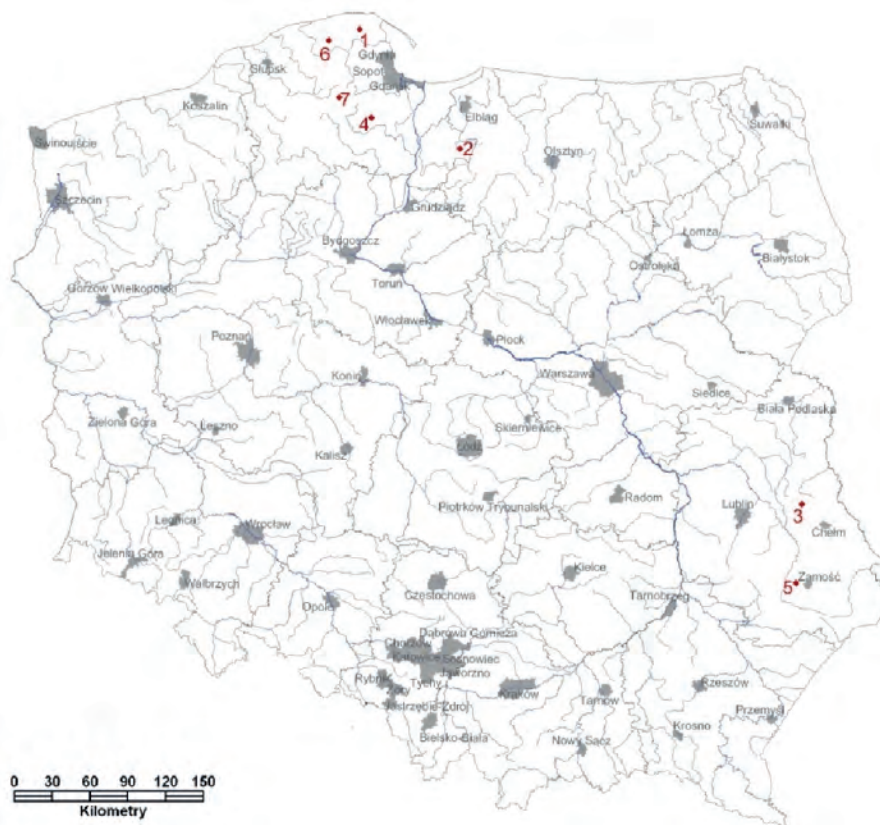 1
6
Gdynia
Słupsk
Sopot
Gdańsk
7
Koszalin
4
Elbląg
Suwałki
Świnoujście
2
Olsztyn
Szczecin
Grudziądz
Łomża
Bydgoszcz
Ostrołęka
Białystok
Toruń
Gorzów Wielkopolski
Włocławek
Płock
Poznań
Konin
Warszawa
Siedlce
Biała Podlaska
Zielona Góra
Leszno
Skierniewice
Kalisz
Łódź
Piotrków Trybunalski
Radom
Lublin
3
Legnica
Wrocław
Chełm
Jelenia Góra
Kielce
Wałbrzych
Częstochowa
5
Zamość
Opole
Tarnobrzeg
Dąbrowa Górnicza
Chorzów
Katowice
Sosnowiec
Jaworzno
Rybnik
Tychy
Żory
Kraków
Tarnów
Rzeszów
Jastrzębie-Zdrój
Przemyśl
Bielsko-Biała
Krosno
Nowy Sącz
0 30 60 90 120 150
Kilometry